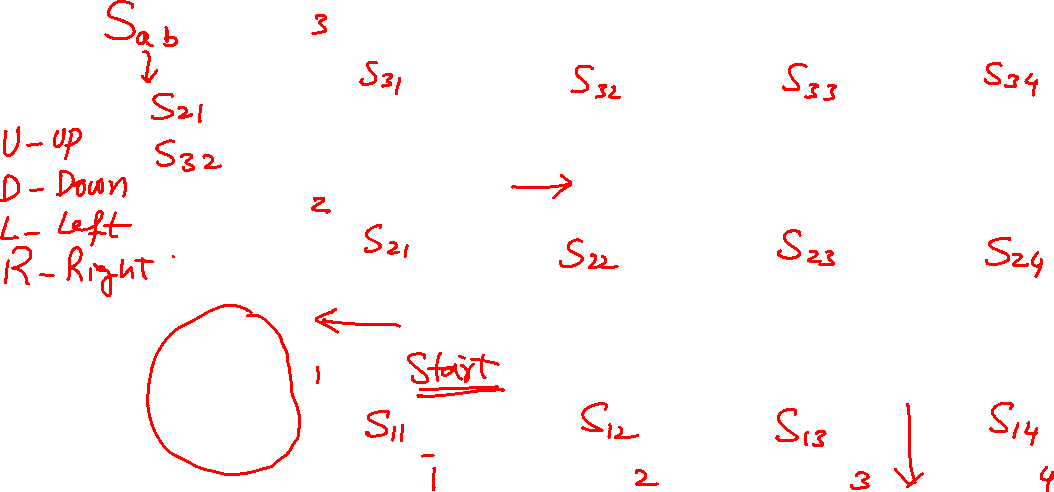 Sab 3
S31 S32 S33 S34
S21
U-UP S32
D-Down
L-Left 2
S21 S22 S23 S24
R-Right
1 Start
S11 S12 S13 S14
1 2 3 4